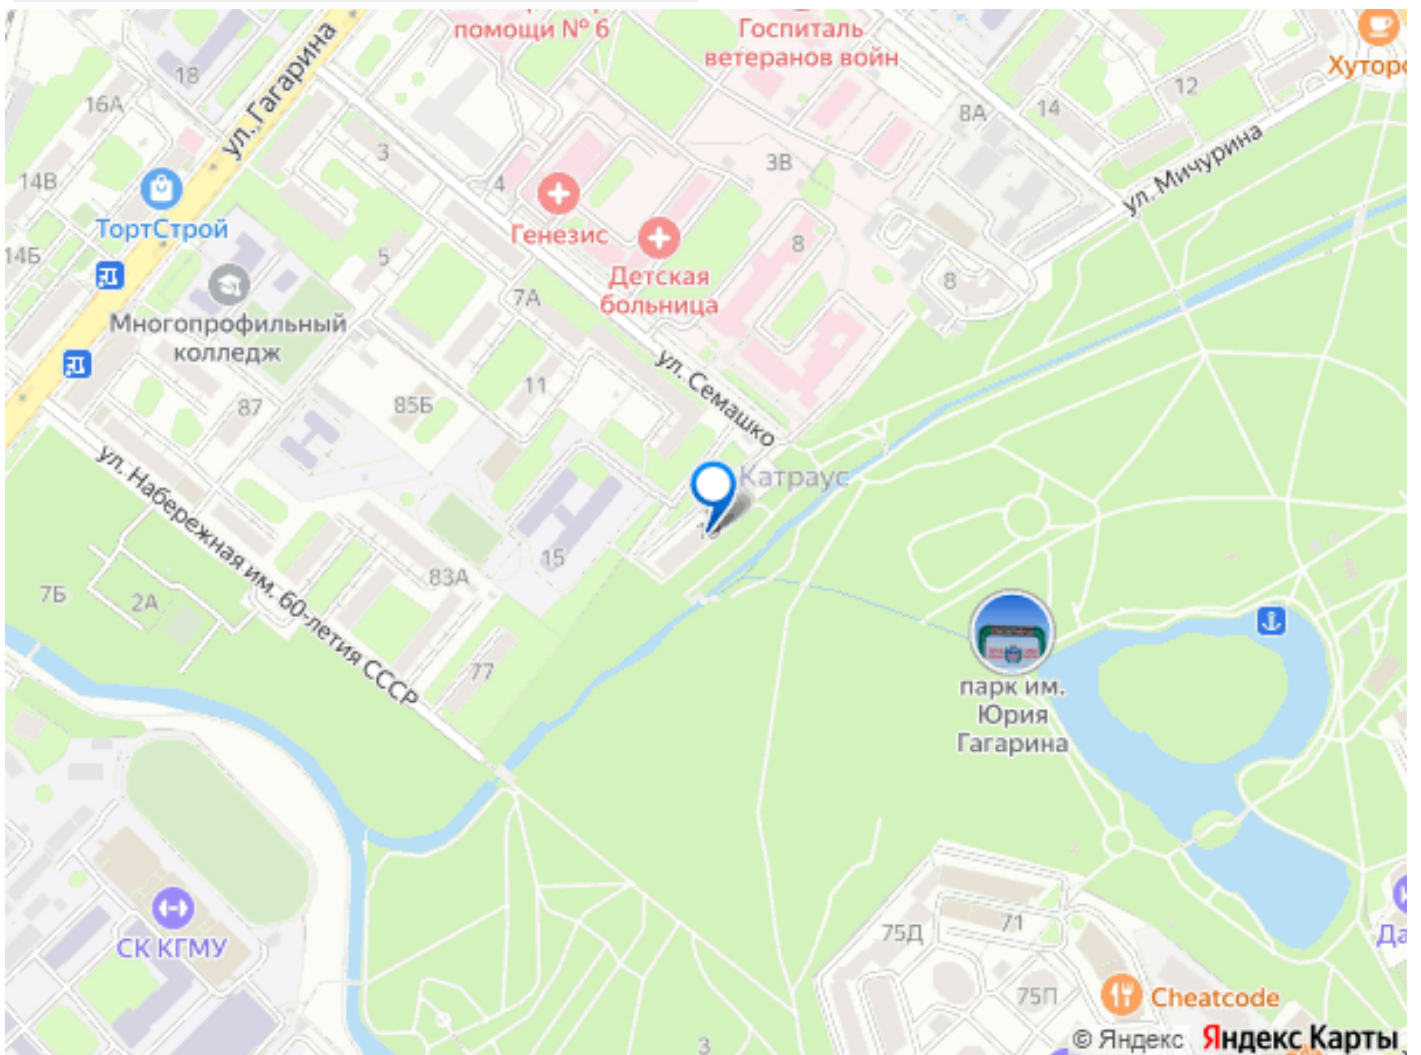 помощи № 6
Госпиталь
ветеранов войн
Хуторо
18
ул. Гагарина
16А
12
14
8А
3
3В
ул. Мичурина
14В
4
ТортСтрой
Генезис
8
14Б
5
Детская
больница
8
7А
Многопрофильный
колледж
ул. Семашко
11
85Б
87
Катраус
ул. Набережная им. 60-летия СССР
15
83А
7Б
2А
77
парк им.
Юрия
Гагарина
СК КГМУ
75Д
71
Да
75П
Cheatcode
3
© Яндекс Яндекс Карты